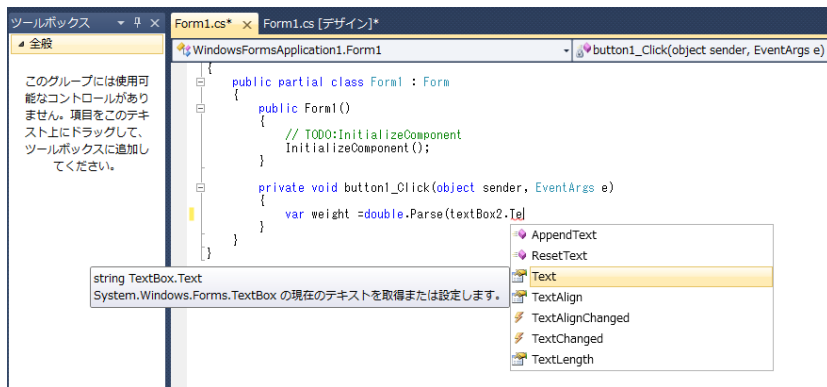 ツールボックス
Form1.cs*
Form1.cs [デザイン]*
全般
WindowsFormsApplication1.Form1
button1_Click(object sender, EventArgs e)
このグループには使用可
能なコントロールがあり
ません。項目をこのテキ
スト上にドラッグして、
ツールボックスに追加し
てください。
{
public partial class Form1 : Form
{
public Form1()
{
// TODO:InitializeComponent
InitializeComponent();
}
private void button1_Click(object sender, EventArgs e)
{
var weight =double.Parse(textBox2.Te
}
}
}
AppendText
ResetText
Text
TextAlign
TextAlignChanged
TextChanged
TextLength
string TextBox.Text
System.Windows.Forms.TextBox の現在のテキストを取得または設定します。